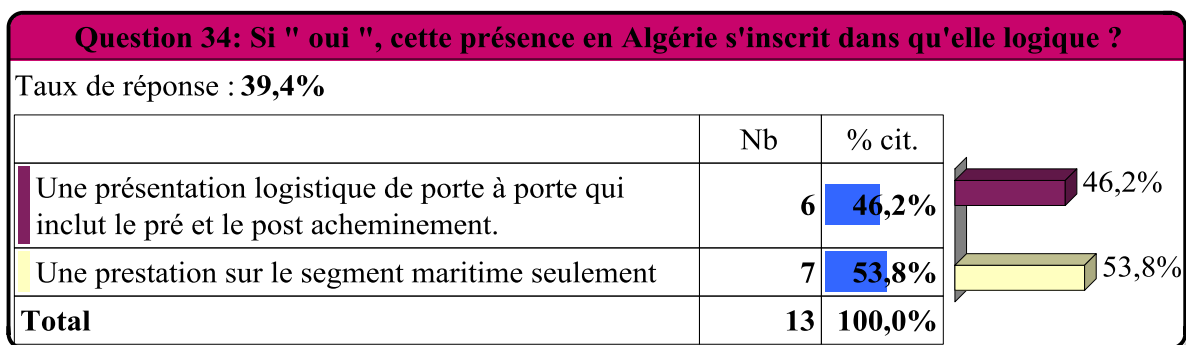 Question 34: Si " oui ", cette présence en Algérie s'inscrit dans qu'elle logique ?
Taux de réponse : 39,4%
Nb % cit.
Une présentation logistique de porte à porte qui
inclut le pré et le post acheminement. 6 46,2% 46,2%
Une prestation sur le segment maritime seulement 7 53,8% 53,8%
Total 13 100,0%